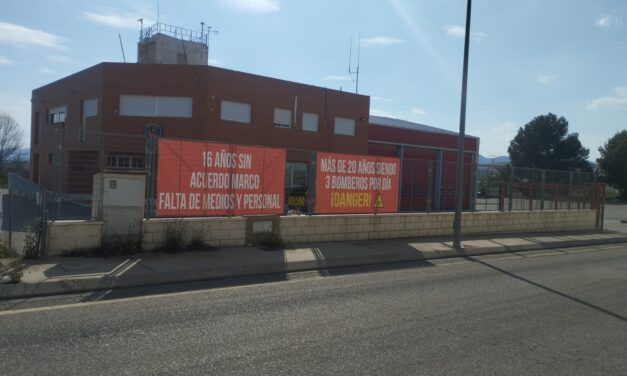 16 AÑOS SIN
ACUERDO MARCO
FALTA DE MEDIOS Y PERSONAL
MÁS DE 20 AÑOS SIENDO
3 BOMBEROS POR DÍA
¡DANGER!